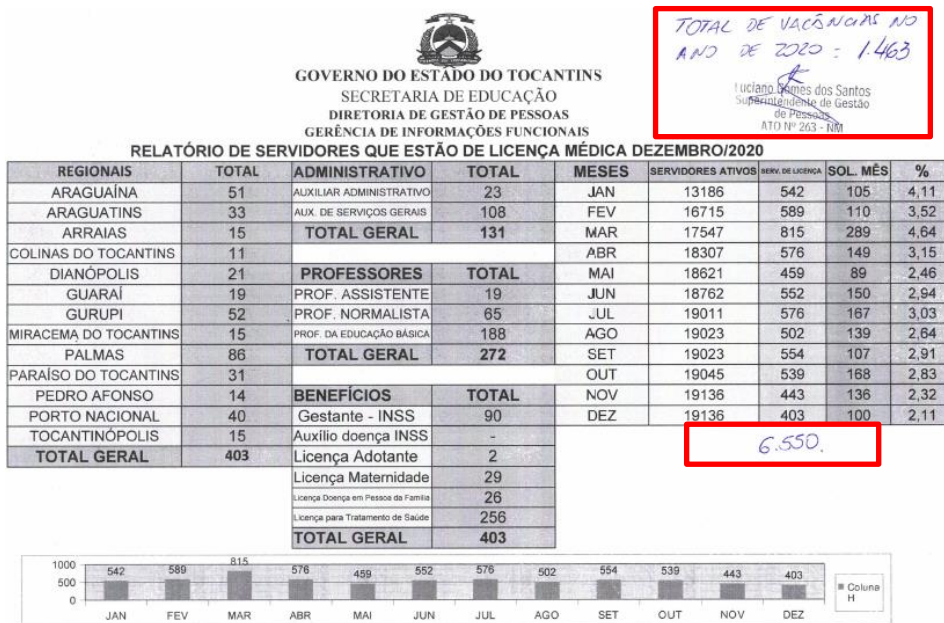 TOTAL DE VACÂNCIAS NO
ANO DE 2020 = 1.463
Luciano Gomes dos Santos
Superintendente de Gestão
de Pessoas
ATO Nº 263 - NM
GOVERNO DO ESTADO DO TOCANTINS
SECRETARIA DE EDUCAÇÃO
DIRETORIA DE GESTÃO DE PESSOAS
GERÊNCIA DE INFORMAÇÕES FUNCIONAIS
RELATÓRIO DE SERVIDORES QUE ESTÃO DE LICENÇA MÉDICA DEZEMBRO/2020
REGIONAIS TOTAL
ARAGUAÍNA 51
ARAGUATINS 33
ARRAIAS 15
COLINAS DO TOCANTINS 11
DIANÓPOLIS 21
GUARAÍ 19
GURUPI 52
MIRACEMA DO TOCANTINS 15
PALMAS 86
PARAÍSO DO TOCANTINS 31
PEDRO AFONSO 14
PORTO NACIONAL 40
TOCANTINÓPOLIS 15
TOTAL GERAL 403
ADMINISTRATIVO TOTAL
AUXILIAR ADMINISTRATIVO 23
AUX. DE SERVIÇOS GERAIS 108
TOTAL GERAL 131
PROFESSORES TOTAL
PROF. ASSISTENTE 19
PROF. NORMALISTA 65
PROF. DA EDUCAÇÃO BÁSICA 188
TOTAL GERAL 272
BENEFÍCIOS TOTAL
Gestante - INSS 90
Auxílio doença INSS -
Licença Adotante 2
Licença Maternidade 29
Licença Doença em Pessoa da Familia 26
Licença para Tratamento de Saúde 256
TOTAL GERAL 403
MESES SERVIDORES ATIVOS SERV. DE LICENÇA SOL. MÊS %
JAN 13186 542 105 4,11
FEV 16715 589 110 3,52
MAR 17547 815 289 4,64
ABR 18307 576 149 3,15
MAI 18621 459 89 2,46
JUN 18762 552 150 2,94
JUL 19011 576 167 3,03
AGO 19023 502 139 2,64
SET 19023 554 107 2,91
OUT 19045 539 168 2,83
NOV 19136 443 136 2,32
DEZ 19136 403 100 2,11
6.550.
1000
500
0
542 589 815 576 459 552 576 502 554 539 443 403
JAN FEV MAR ABR MAI JUN JUL AGO SET OUT NOV DEZ
Coluna
H